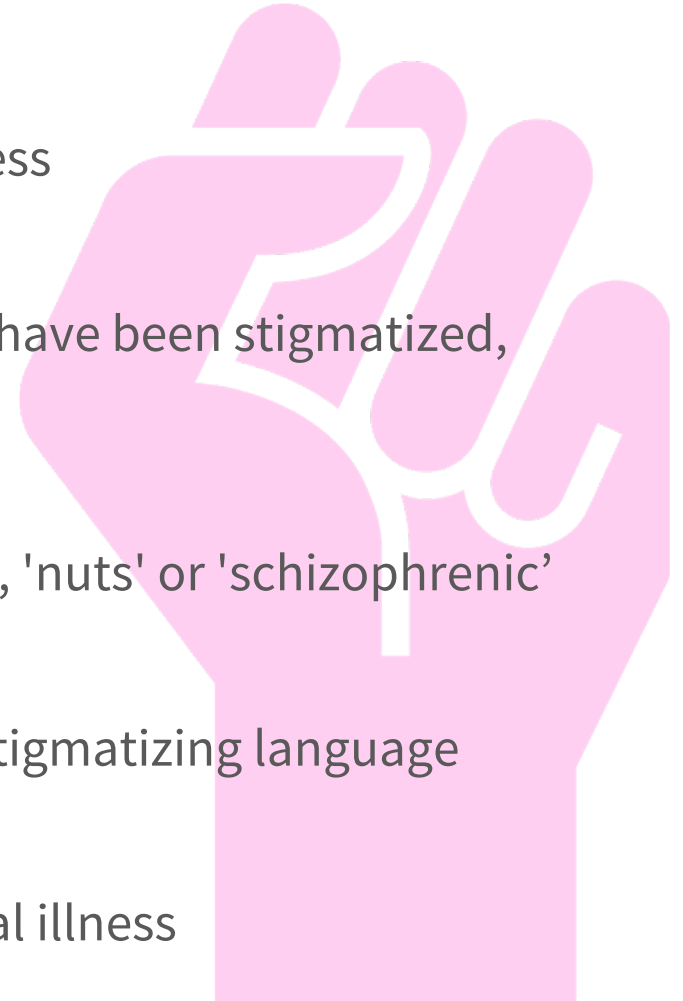 ess
have been stigmatized,
, 'nuts' or 'schizophrenic’
tigmatizing language
al illness